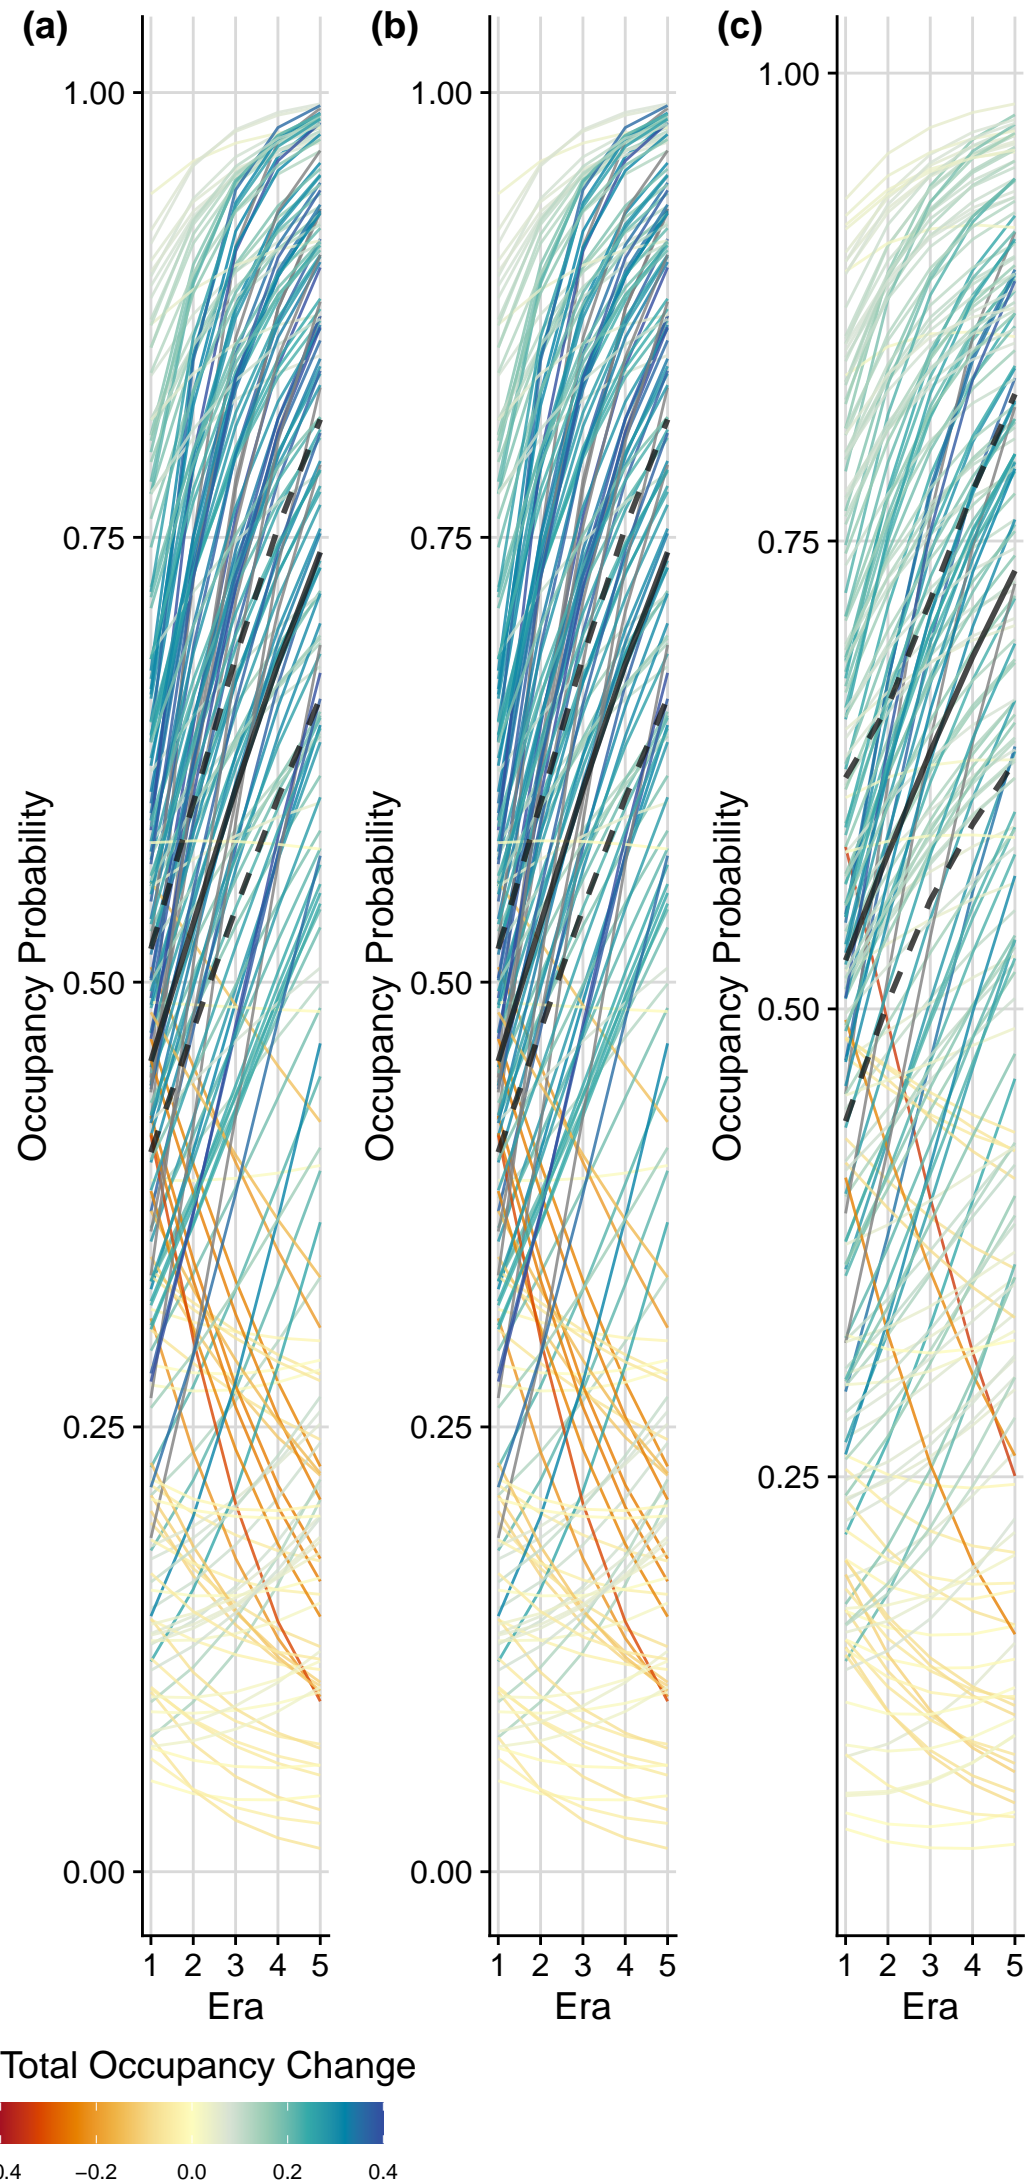 (a) (b) (c)
1.00 1.00 1.00
0.75 0.75 0.75
Occupancy Probability Occupancy Probability Occupancy Probability
0.50 0.50 0.50
0.25 0.25 0.25
0.00 0.00
1 2 3 4 5 1 2 3 4 5 1 2 3 4 5
Era Era Era
Total Occupancy Change
0.4 −0.2 0.0 0.2 0.4